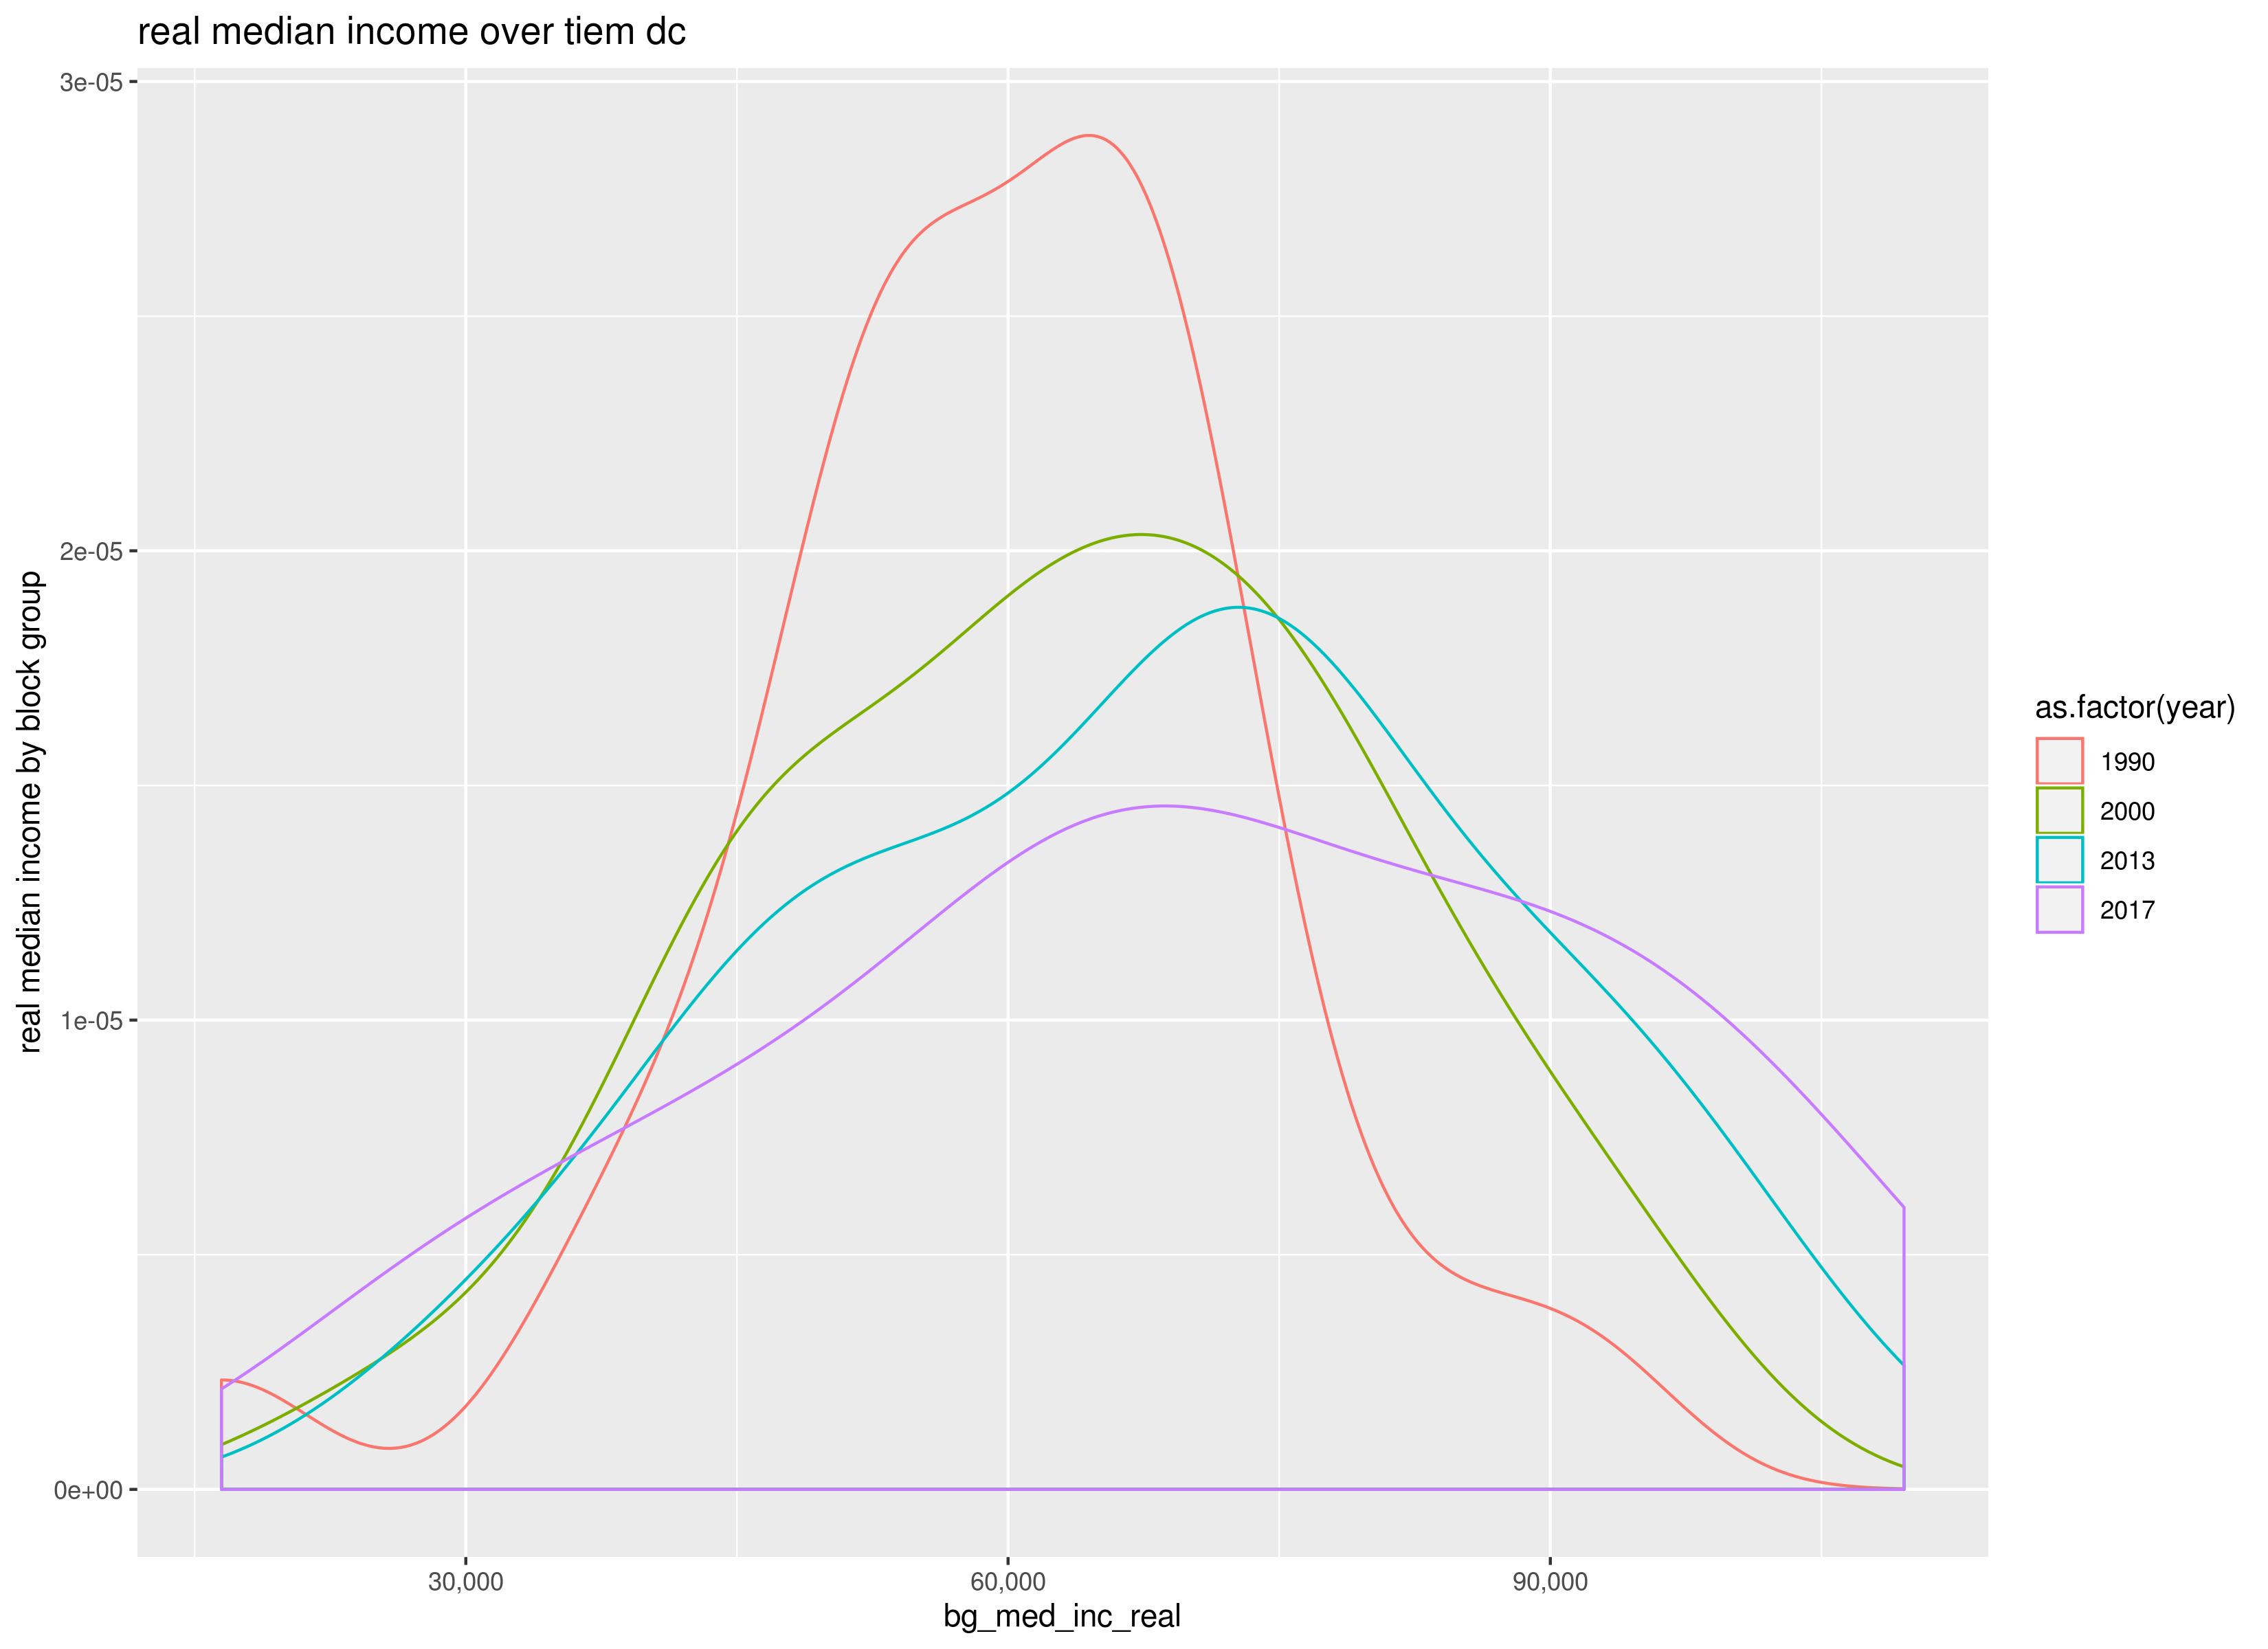 real median income over tiem dc
3e-05
2e-05
1e-05
0e+00
real median income by block group
30,000
60,000
90,000
bg_med_inc_real
as.factor(year)
1990
2000
2013
2017